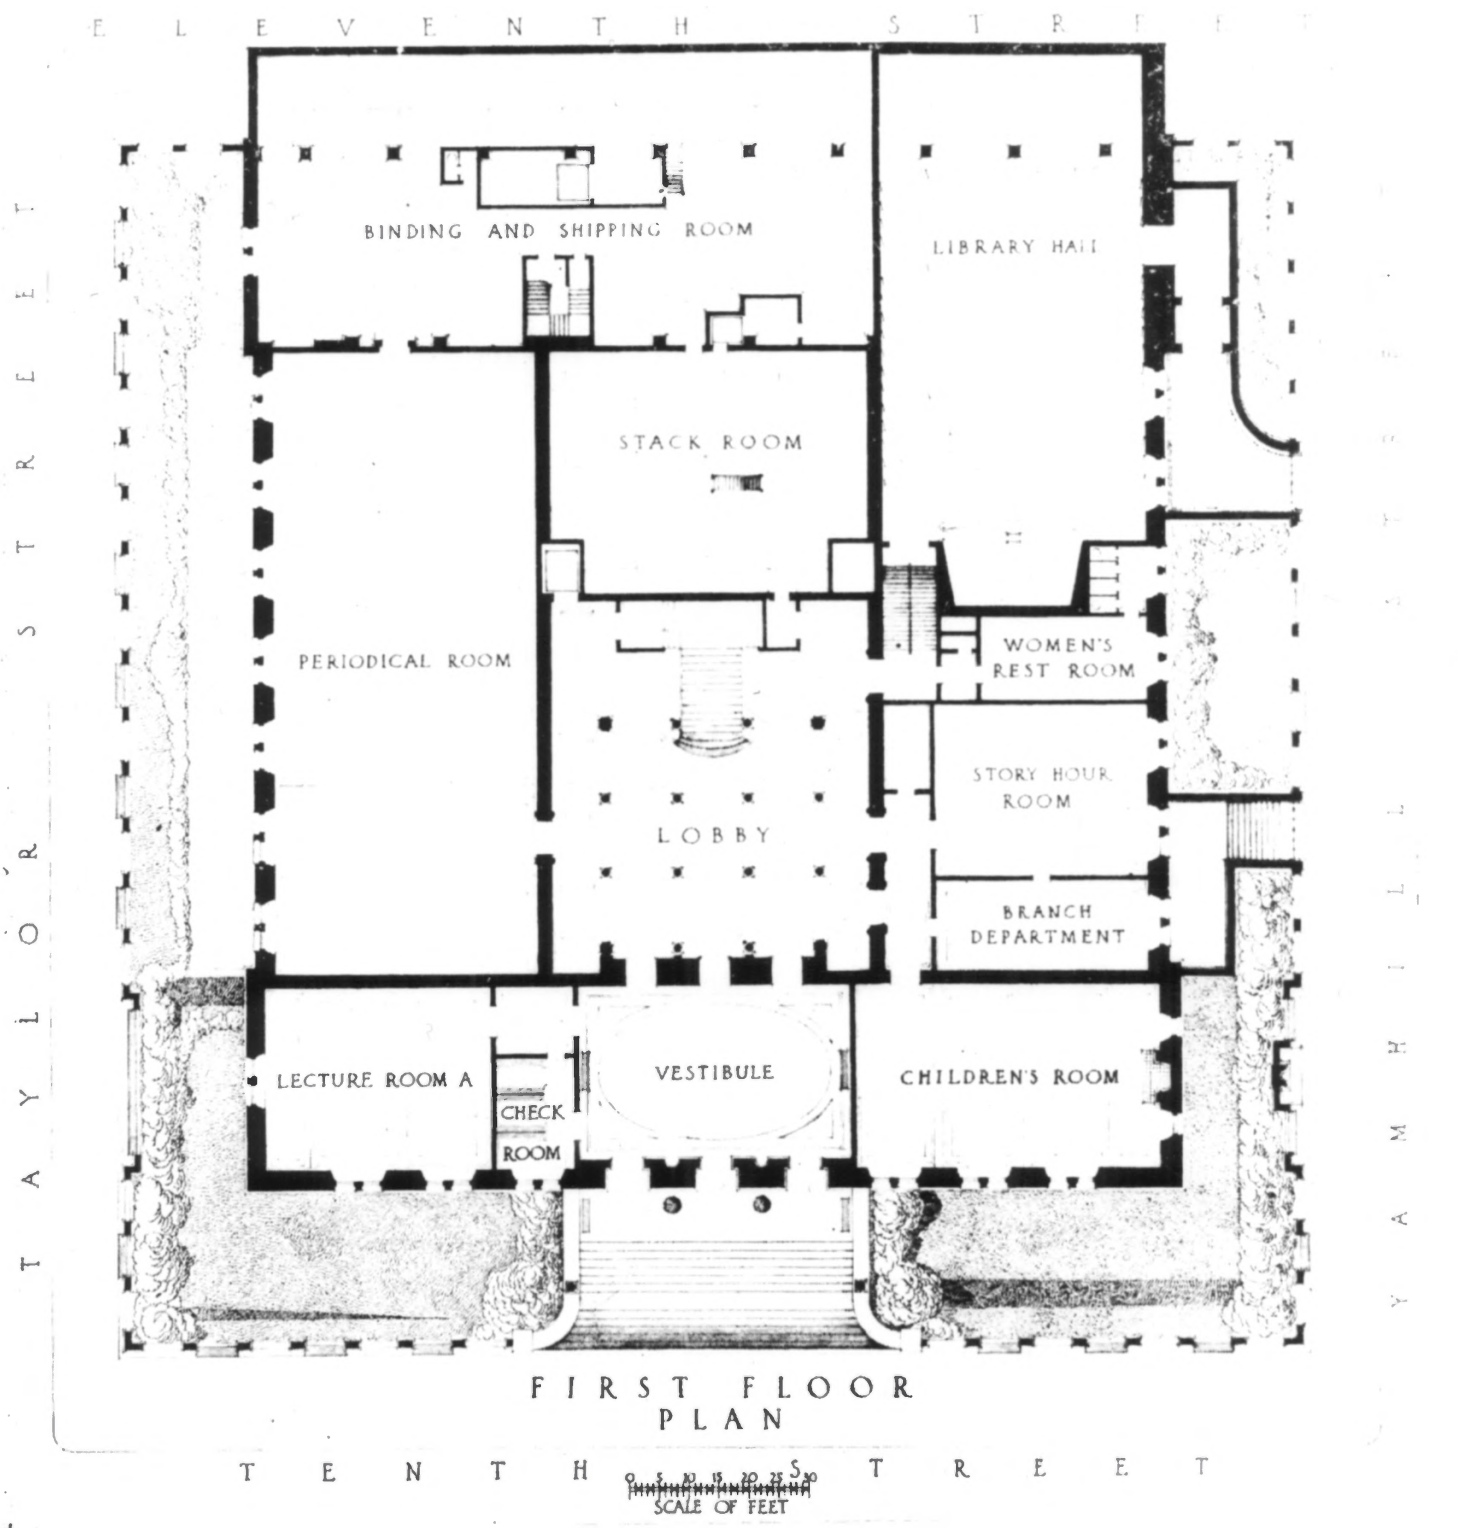 ELEVENTH STREET
TAYLOR STREET
YAMHILL STREET
BINDING AND SHIPPING ROOM
LIBRARY HALL
STACK ROOM
PERIODICAL ROOM
WOMEN'S
REST ROOM
STORY HOUR
ROOM
LOBBY
BRANCH
DEPARTMENT
LECTURE ROOM A
CHECK
ROOM
VESTIBULE
CHILDREN'S ROOM
FIRST FLOOR
PLAN
TENTH STREET
0 5 10 15 20 25 30
SCALE OF FEET